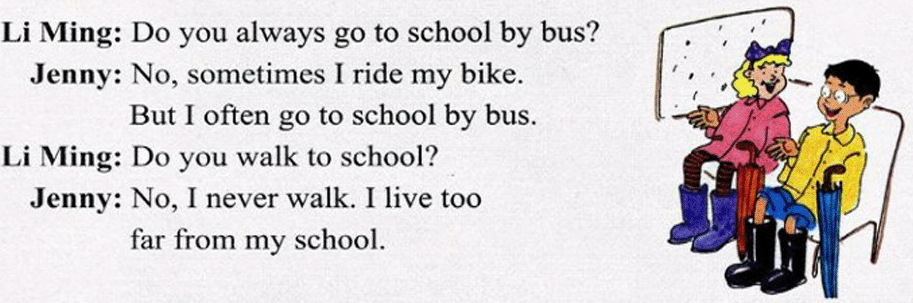 Li Ming: Do you always go to school by bus?
Jenny: No, sometimes I ride my bike.
But I often go to school by bus.
Li Ming: Do you walk to school?
Jenny: No, I never walk. I live too
far from my school.